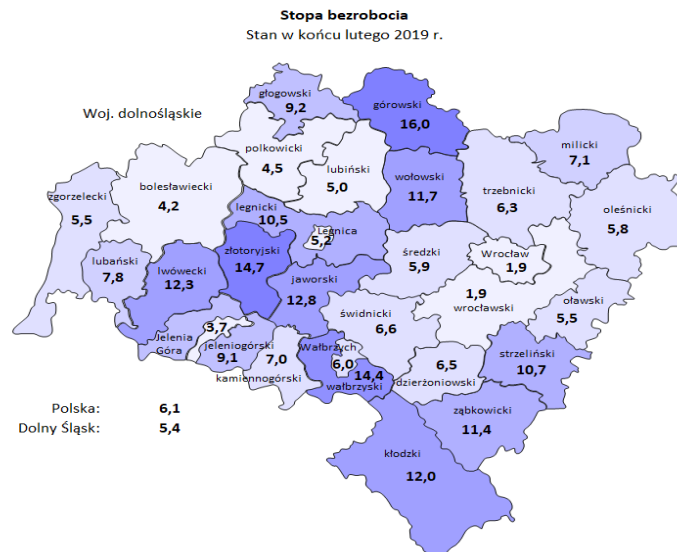 Stopa bezrobocia
Stan w końcu lutego 2019 r.
Woj. dolnośląskie
głogowski
9,2
górowski
16,0
polkowicki
4,5
lubiński
5,0
milicki
7,1
wołowski
11,7
trzebnicki
6,3
oleśnicki
5,8
zgorzelecki
5,5
bolesławiecki
4,2
legnicki
10,5
Legnica
5,2
lubański
7,8
lwówecki
12,3
złotoryjski
14,7
średzki
5,9
Wrocław
1,9
jaworski
12,8
1,9
wrocławski
oławski
5,5
świdnicki
6,6
Jelenia
Góra
3,7
jeleniogórski
9,1
7,0
kamiennogórski
Wałbrzych
6,0
14,4
wałbrzyski
6,5
dzierżoniowski
strzeliński
10,7
ząbkowicki
11,4
kłodzki
12,0
Polska: 6,1
Dolny Śląsk: 5,4